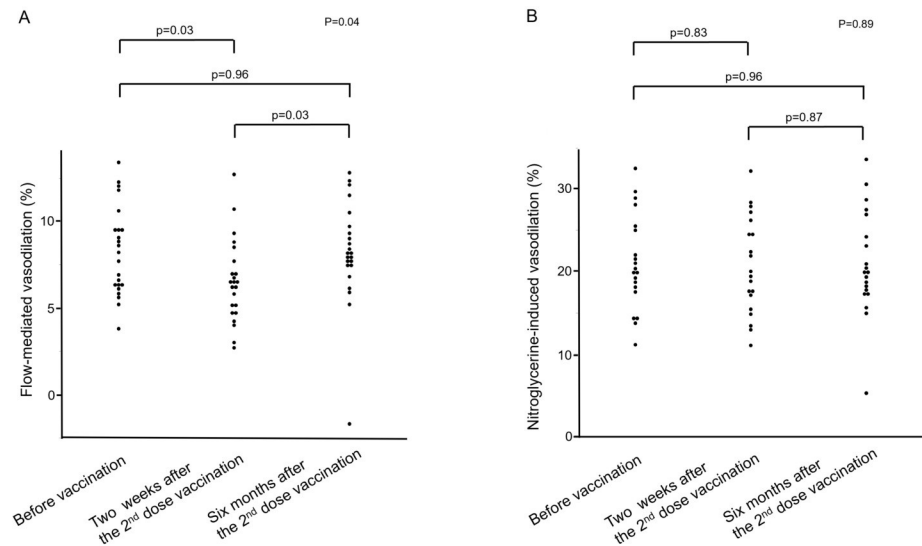 A
P=0.04
p=0.03
p=0.96
p=0.03
Flow-mediated vasodilation (%)
10
5
0
Before vaccination
Two weeks after
the 2nd dose vaccination
Six months after
the 2nd dose vaccination
B
P=0.89
p=0.83
p=0.96
p=0.87
Nitroglycerine-induced vasodilation (%)
30
20
10
0
Before vaccination
Two weeks after
the 2nd dose vaccination
Six months after
the 2nd dose vaccination